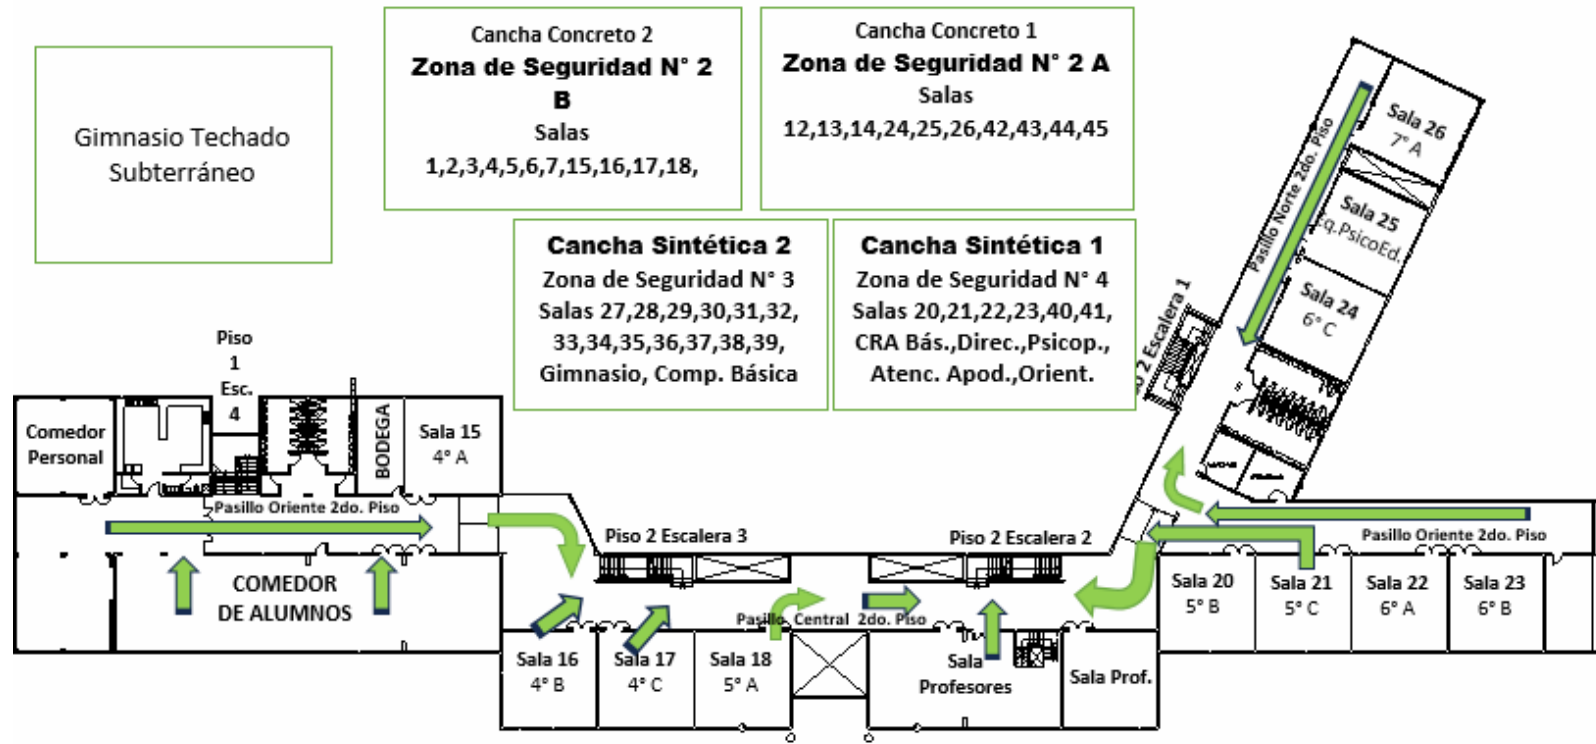 Gimnasio Techado
Subterráneo
Cancha Concreto 2
Zona de Seguridad N° 2
B
Salas
1,2,3,4,5,6,7,15,16,17,18,
Cancha Concreto 1
Zona de Seguridad N° 2 A
Salas
12,13,14,24,25,26,42,43,44,45
Cancha Sintética 2
Zona de Seguridad N° 3
Salas 27,28,29,30,31,32,
33,34,35,36,37,38,39,
Gimnasio, Comp. Básica
Cancha Sintética 1
Zona de Seguridad N° 4
Salas 20,21,22,23,40,41,
CRA Bás.,Direc.,Psicop.,
Atenc. Apod.,Orient.
Sala 26
7° A
Pasillo Norte 2do. Piso
Sala 25
Eq.PsicoEd.
Sala 24
6° C
2 Escalera 1
Piso
1
Esc.
4
Comedor
Personal
BODEGA
Sala 15
4° A
Pasillo Oriente 2do. Piso
Piso 2 Escalera 3
Piso 2 Escalera 2
Pasillo Oriente 2do. Piso
COMEDOR
DE ALUMNOS
Pasillo Central 2do. Piso
Sala 16
4° B
Sala 17
4° C
Sala 18
5° A
Sala
Profesores
Sala Prof.
Sala 20
5° B
Sala 21
5° C
Sala 22
6° A
Sala 23
6° B